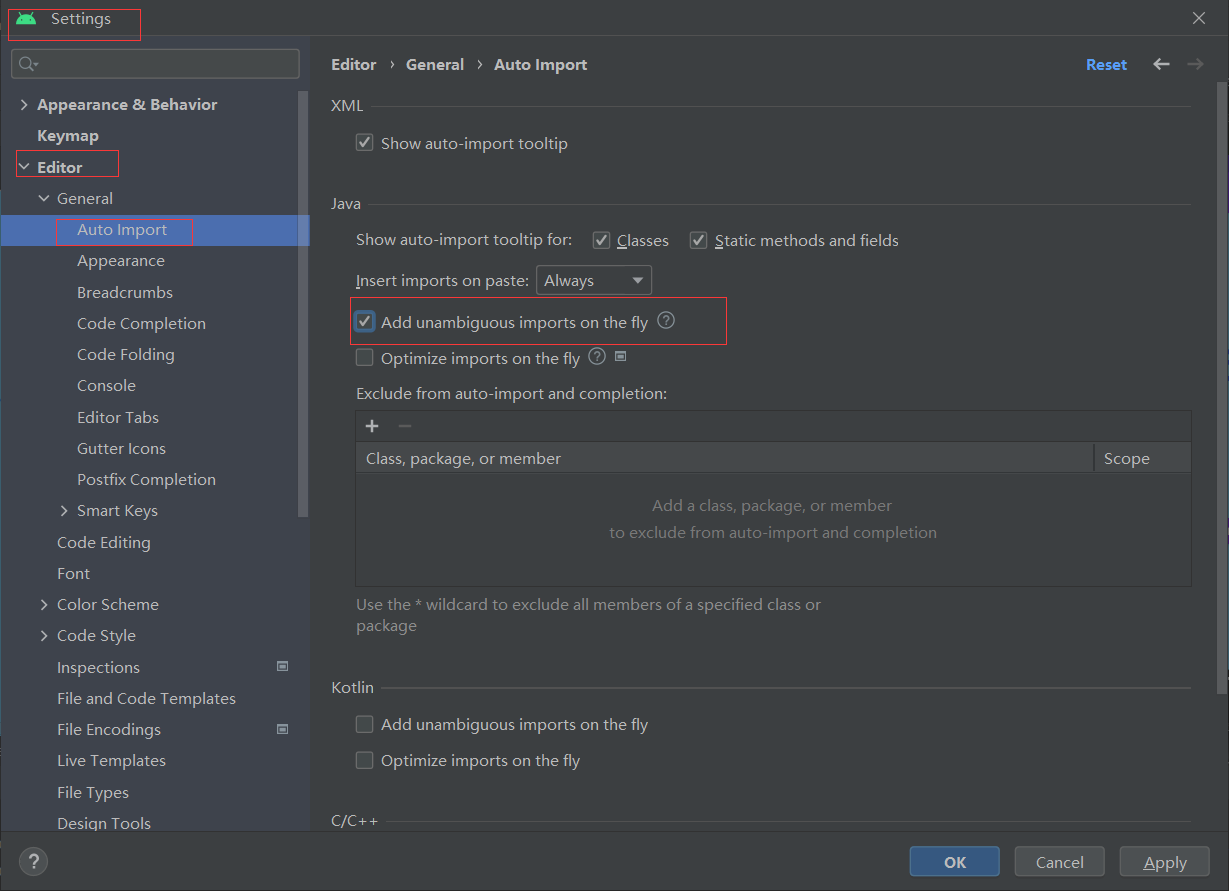 Settings
Appearance & Behavior
Keymap
Editor
General
Auto Import
Appearance
Breadcrumbs
Code Completion
Code Folding
Console
Editor Tabs
Gutter Icons
Postfix Completion
Smart Keys
Code Editing
Font
Color Scheme
Code Style
Inspections
File and Code Templates
File Encodings
Live Templates
File Types
Design Tools
Editor › General › Auto Import
Reset
XML
Show auto-import tooltip
Java
Show auto-import tooltip for: Classes Static methods and fields
Insert imports on paste: Always
Add unambiguous imports on the fly ?
Optimize imports on the fly ?
Exclude from auto-import and completion:
Class, package, or member Scope
Add a class, package, or member
to exclude from auto-import and completion
Use the * wildcard to exclude all members of a specified class or
package
Kotlin
Add unambiguous imports on the fly
Optimize imports on the fly
C/C++
? OK Cancel Apply